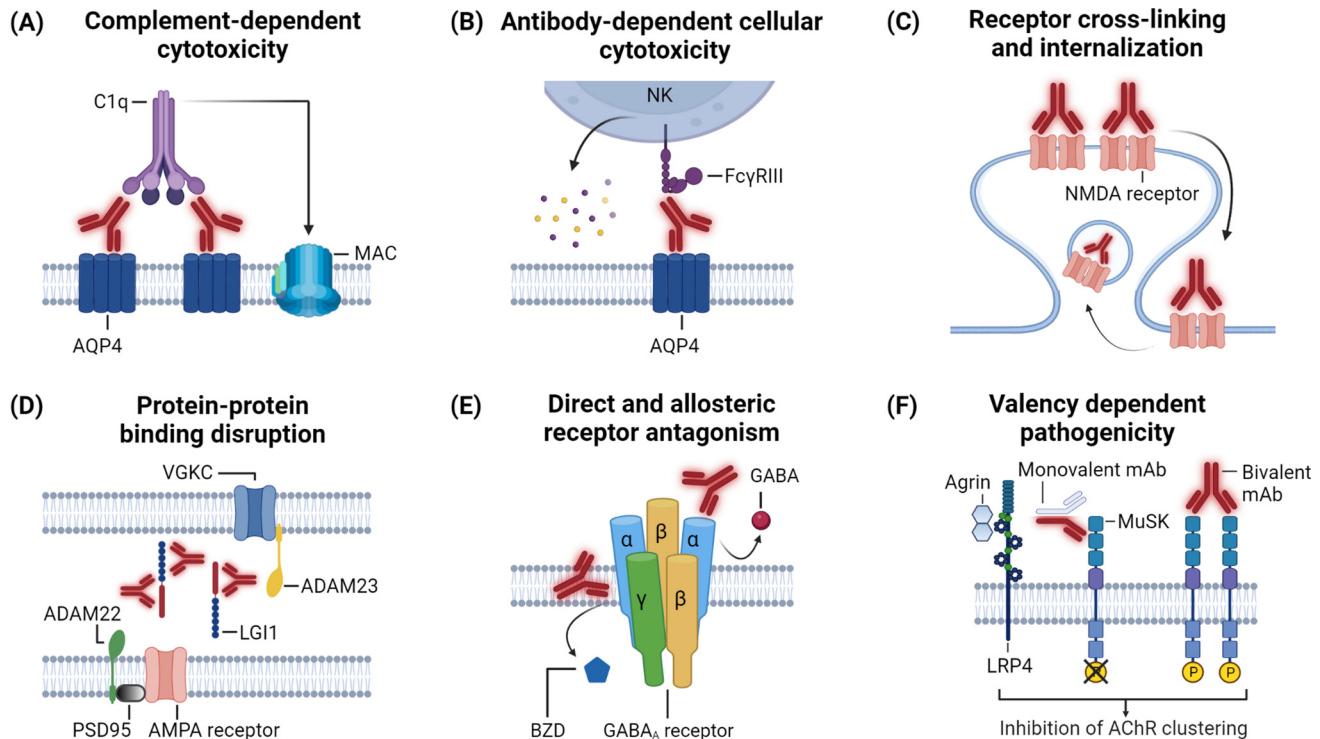 (A)
Complement-dependent
cytotoxicity
C1q
MAC
AQP4
(B)
Antibody-dependent cellular
cytotoxicity
NK
FcγRIII
AQP4
(C)
Receptor cross-linking
and internalization
NMDA receptor
(D)
Protein-protein
binding disruption
VGKC
ADAM23
ADAM22
LGI1
PSD95
AMPA receptor
(E)
Direct and allosteric
receptor antagonism
GABA
α
β
α
γ
β
BZD
GABAA receptor
(F)
Valency dependent
pathogenicity
Agrin
Monovalent mAb
Bivalent
mAb
MuSK
LRP4
P
P
P
Inhibition of AChR clustering